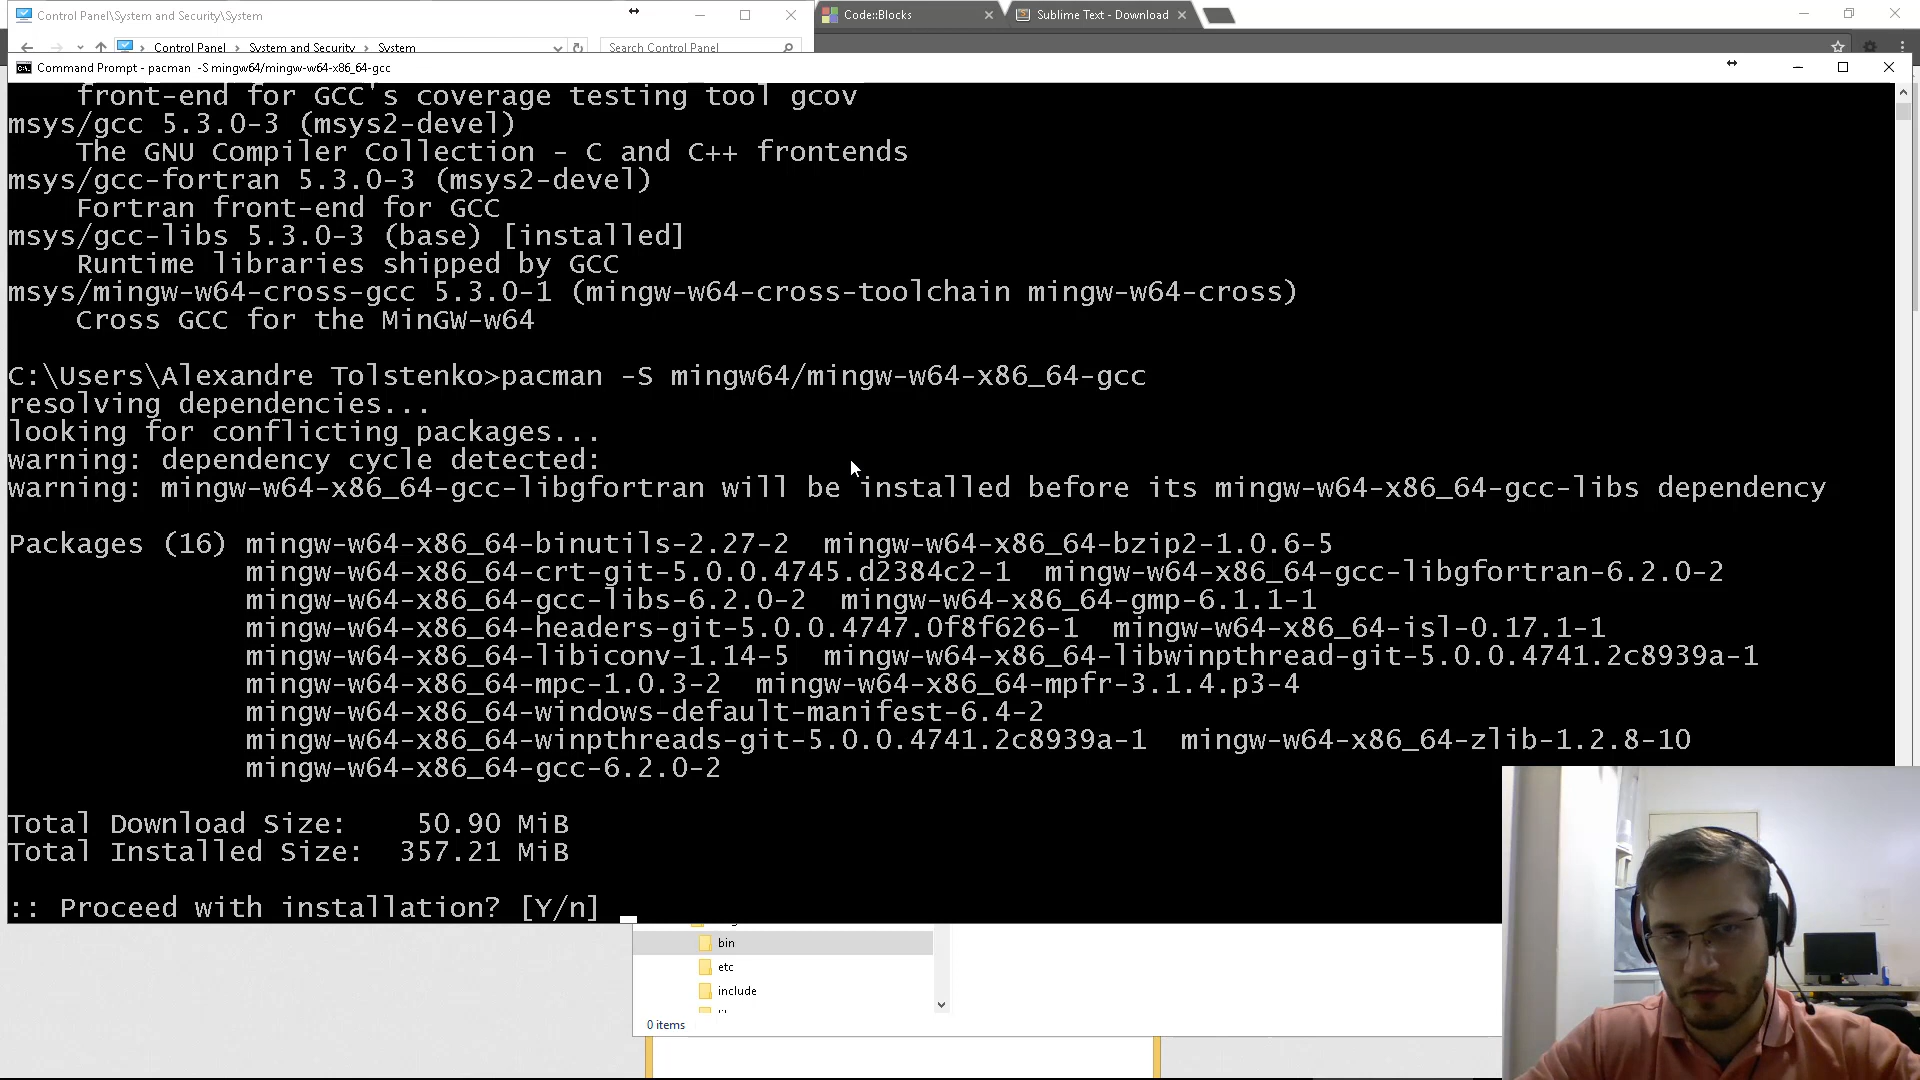 Control Panel\System and Security\System
Code::Blocks
Sublime Text - Download
Control Panel
System and Security
System
Search Control Panel
Command Prompt - pacman -S mingw64/mingw-w64-x86_64-gcc
front-end for GCC's coverage testing tool gcov
msys/gcc 5.3.0-3 (msys2-devel)
The GNU Compiler Collection - C and C++ frontends
msys/gcc-fortran 5.3.0-3 (msys2-devel)
Fortran front-end for GCC
msys/gcc-libs 5.3.0-3 (base) [installed]
Runtime libraries shipped by GCC
msys/mingw-w64-cross-gcc 5.3.0-1 (mingw-w64-cross-toolchain mingw-w64-cross)
Cross GCC for the MinGW-w64
C:\Users\Alexandre Tolstenko>pacman -S mingw64/mingw-w64-x86_64-gcc
resolving dependencies...
looking for conflicting packages...
warning: dependency cycle detected:
warning: mingw-w64-x86_64-gcc-libgfortran will be installed before its mingw-w64-x86_64-gcc-libs dependency
Packages (16) mingw-w64-x86_64-binutils-2.27-2 mingw-w64-x86_64-bzip2-1.0.6-5
mingw-w64-x86_64-crt-git-5.0.0.4745.d2384c2-1 mingw-w64-x86_64-gcc-libgfortran-6.2.0-2
mingw-w64-x86_64-gcc-libs-6.2.0-2 mingw-w64-x86_64-gmp-6.1.1-1
mingw-w64-x86_64-headers-git-5.0.0.4747.0f8f626-1 mingw-w64-x86_64-isl-0.17.1-1
mingw-w64-x86_64-libiconv-1.14-5 mingw-w64-x86_64-libwinpthread-git-5.0.0.4741.2c8939a-1
mingw-w64-x86_64-mpc-1.0.3-2 mingw-w64-x86_64-mpfr-3.1.4.p3-4
mingw-w64-x86_64-windows-default-manifest-6.4-2
mingw-w64-x86_64-winpthreads-git-5.0.0.4741.2c8939a-1 mingw-w64-x86_64-zlib-1.2.8-10
mingw-w64-x86_64-gcc-6.2.0-2
Total Download Size: 50.90 MiB
Total Installed Size: 357.21 MiB
:: Proceed with installation? [Y/n]
bin
etc
include
0 items